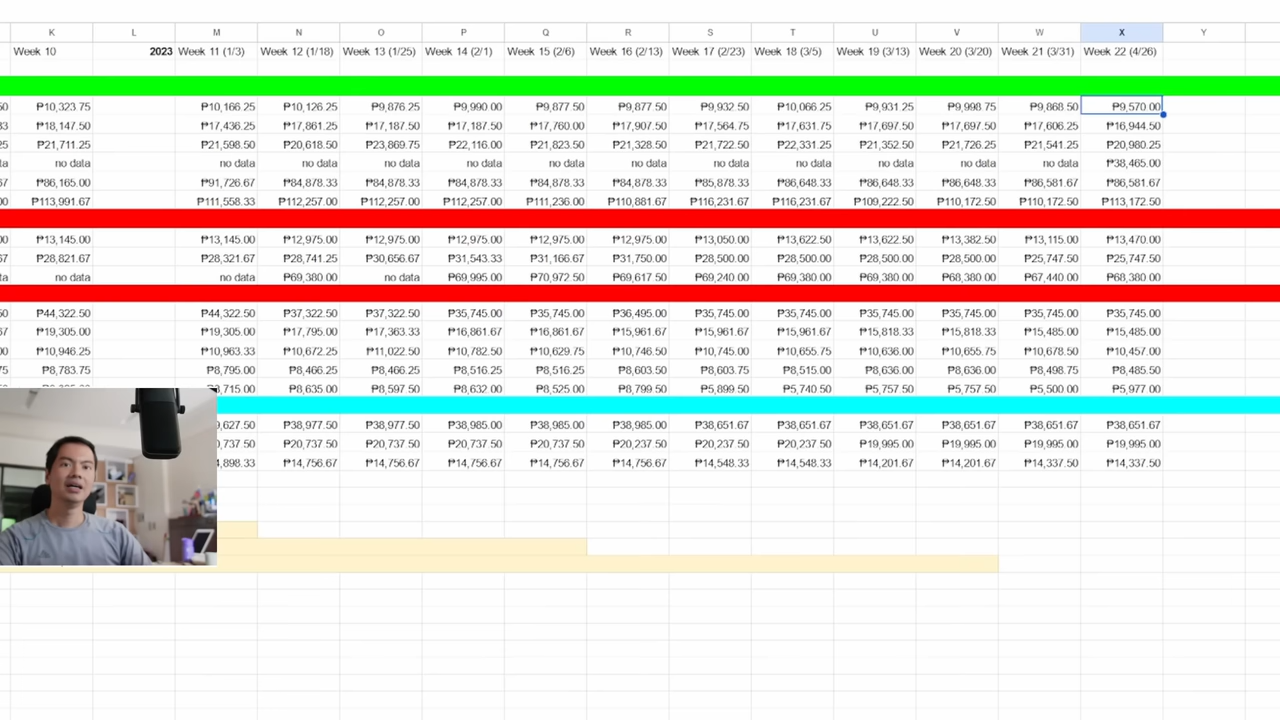 K L M N O P Q R S T U V W X Y
Week 10 2023 Week 11 (1/3) Week 12 (1/18) Week 13 (1/25) Week 14 (2/1) Week 15 (2/6) Week 16 (2/13) Week 17 (2/23) Week 18 (3/5) Week 19 (3/13) Week 20 (3/20) Week 21 (3/31) Week 22 (4/26)
₱10,323.75 ₱10,166.25 ₱10,126.25 ₱9,876.25 ₱9,990.00 ₱9,877.50 ₱9,877.50 ₱9,932.50 ₱10,066.25 ₱9,931.25 ₱9,998.75 ₱9,868.50 ₱9,570.00
₱18,147.50 ₱17,436.25 ₱17,861.25 ₱17,187.50 ₱17,187.50 ₱17,760.00 ₱17,907.50 ₱17,564.75 ₱17,631.75 ₱17,697.50 ₱17,697.50 ₱17,606.25 ₱16,944.50
₱21,711.25 ₱21,598.50 ₱20,618.50 ₱23,869.75 ₱22,116.00 ₱21,823.50 ₱21,328.50 ₱21,722.50 ₱22,331.25 ₱21,352.50 ₱21,726.25 ₱21,541.25 ₱20,980.25
no data no data no data no data no data no data no data no data no data no data no data no data ₱38,465.00
₱86,165.00 ₱91,726.67 ₱84,878.33 ₱84,878.33 ₱84,878.33 ₱84,878.33 ₱84,878.33 ₱85,878.33 ₱86,648.33 ₱86,648.33 ₱86,648.33 ₱86,581.67 ₱86,581.67
₱113,991.67 ₱111,558.33 ₱112,257.00 ₱112,257.00 ₱112,257.00 ₱111,236.00 ₱110,881.67 ₱116,231.67 ₱116,231.67 ₱109,222.50 ₱110,172.50 ₱110,172.50 ₱113,172.50
₱13,145.00 ₱13,145.00 ₱12,975.00 ₱12,975.00 ₱12,975.00 ₱12,975.00 ₱12,975.00 ₱13,050.00 ₱13,622.50 ₱13,622.50 ₱13,382.50 ₱13,115.00 ₱13,470.00
₱28,821.67 ₱28,321.67 ₱28,741.25 ₱30,656.67 ₱31,543.33 ₱31,166.67 ₱31,750.00 ₱28,500.00 ₱28,500.00 ₱28,500.00 ₱28,500.00 ₱25,747.50 ₱25,747.50
no data no data ₱69,380.00 no data ₱69,995.00 ₱70,972.50 ₱69,617.50 ₱69,240.00 ₱69,380.00 ₱69,380.00 ₱68,380.00 ₱67,440.00 ₱68,380.00
₱44,322.50 ₱44,322.50 ₱37,322.50 ₱37,322.50 ₱35,745.00 ₱35,745.00 ₱36,495.00 ₱35,745.00 ₱35,745.00 ₱35,745.00 ₱35,745.00 ₱35,745.00 ₱35,745.00
₱19,305.00 ₱19,305.00 ₱17,795.00 ₱17,363.33 ₱16,861.67 ₱16,861.67 ₱15,961.67 ₱15,961.67 ₱15,961.67 ₱15,818.33 ₱15,818.33 ₱15,485.00 ₱15,485.00
₱10,946.25 ₱10,963.33 ₱10,672.25 ₱11,022.50 ₱10,782.50 ₱10,629.75 ₱10,746.50 ₱10,745.00 ₱10,655.75 ₱10,636.00 ₱10,655.75 ₱10,678.50 ₱10,457.00
₱8,783.75 ₱8,795.00 ₱8,466.25 ₱8,466.25 ₱8,516.25 ₱8,516.25 ₱8,603.50 ₱8,603.75 ₱8,515.00 ₱8,636.00 ₱8,636.00 ₱8,498.75 ₱8,485.50
,715.00 ₱8,635.00 ₱8,597.50 ₱8,632.00 ₱8,525.00 ₱8,799.50 ₱5,899.50 ₱5,740.50 ₱5,757.50 ₱5,757.50 ₱5,500.00 ₱5,977.00
,627.50 ₱38,977.50 ₱38,977.50 ₱38,985.00 ₱38,985.00 ₱38,985.00 ₱38,651.67 ₱38,651.67 ₱38,651.67 ₱38,651.67 ₱38,651.67 ₱38,651.67
,737.50 ₱20,737.50 ₱20,737.50 ₱20,737.50 ₱20,737.50 ₱20,237.50 ₱20,237.50 ₱20,237.50 ₱19,995.00 ₱19,995.00 ₱19,995.00 ₱19,995.00
,898.33 ₱14,756.67 ₱14,756.67 ₱14,756.67 ₱14,756.67 ₱14,756.67 ₱14,548.33 ₱14,548.33 ₱14,201.67 ₱14,201.67 ₱14,337.50 ₱14,337.50